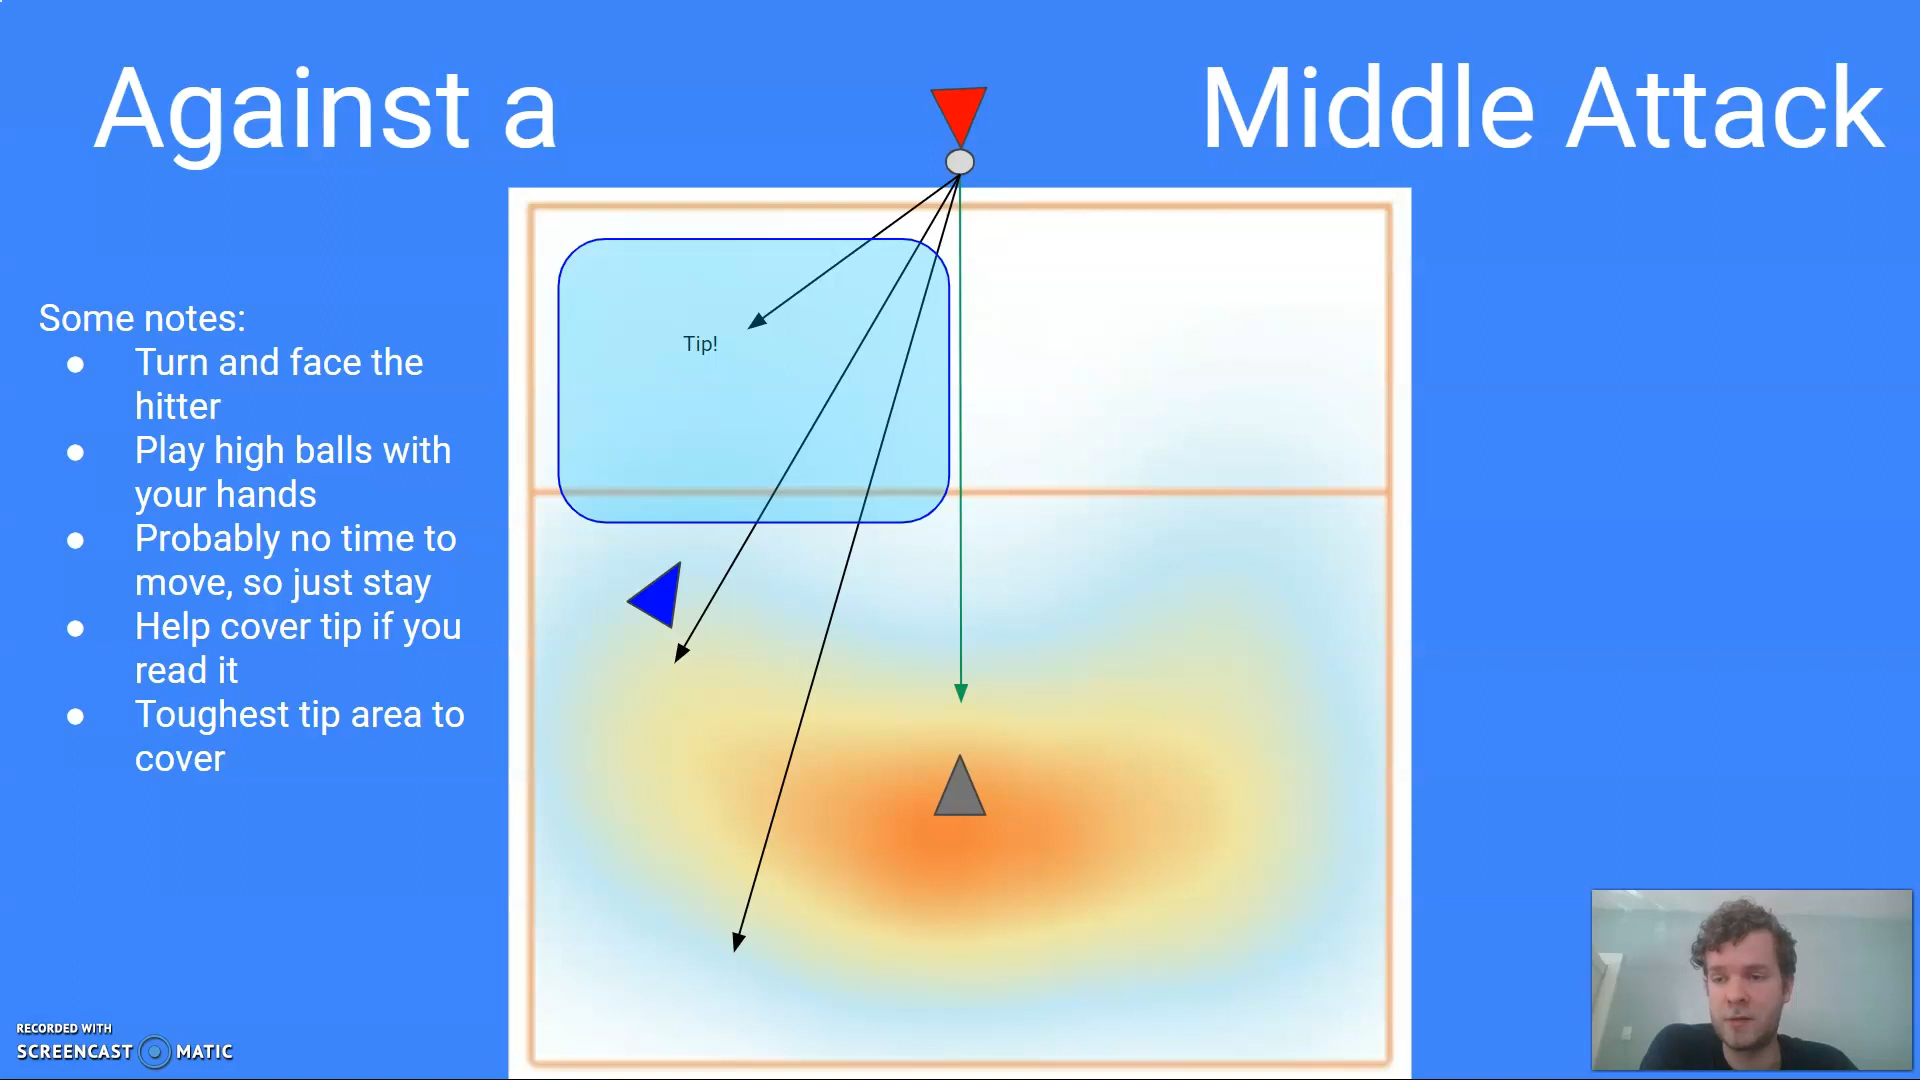 Against a Middle Attack
Some notes:
● Turn and face the
hitter
● Play high balls with
your hands
● Probably no time to
move, so just stay
● Help cover tip if you
read it
● Toughest tip area to
cover
Tip!
RECORDED WITH
SCREENCAST MATIC